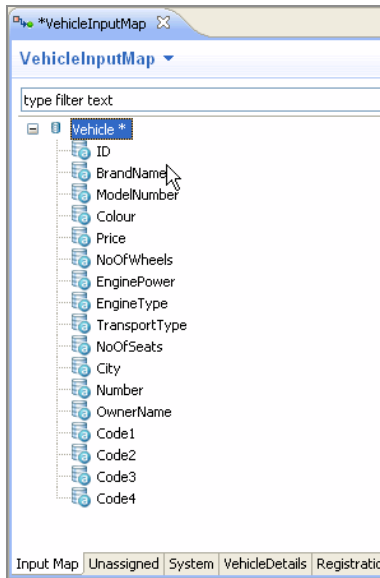 *VehicleInputMap
VehicleInputMap
type filter text
Vehicle *
ID
BrandName
ModelNumber
Colour
Price
NoOfWheels
EnginePower
EngineType
TransportType
NoOfSeats
City
Number
OwnerName
Code1
Code2
Code3
Code4
Input Map Unassigned System VehicleDetails Registratio